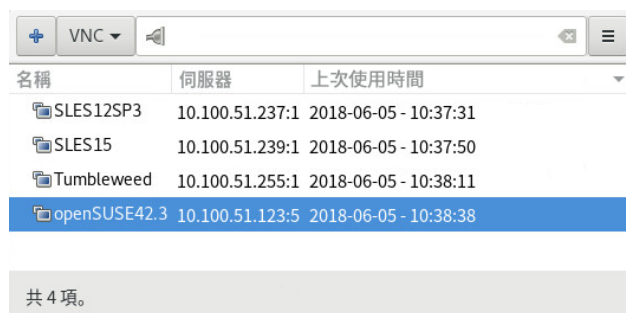 VNC
名稱 伺服器 上次使用時間
SLES12SP3 10.100.51.237:1 2018-06-05 - 10:37:31
SLES15 10.100.51.239:1 2018-06-05 - 10:37:50
Tumbleweed 10.100.51.255:1 2018-06-05 - 10:38:11
openSUSE42.3 10.100.51.123:5 2018-06-05 - 10:38:38
共 4 項。